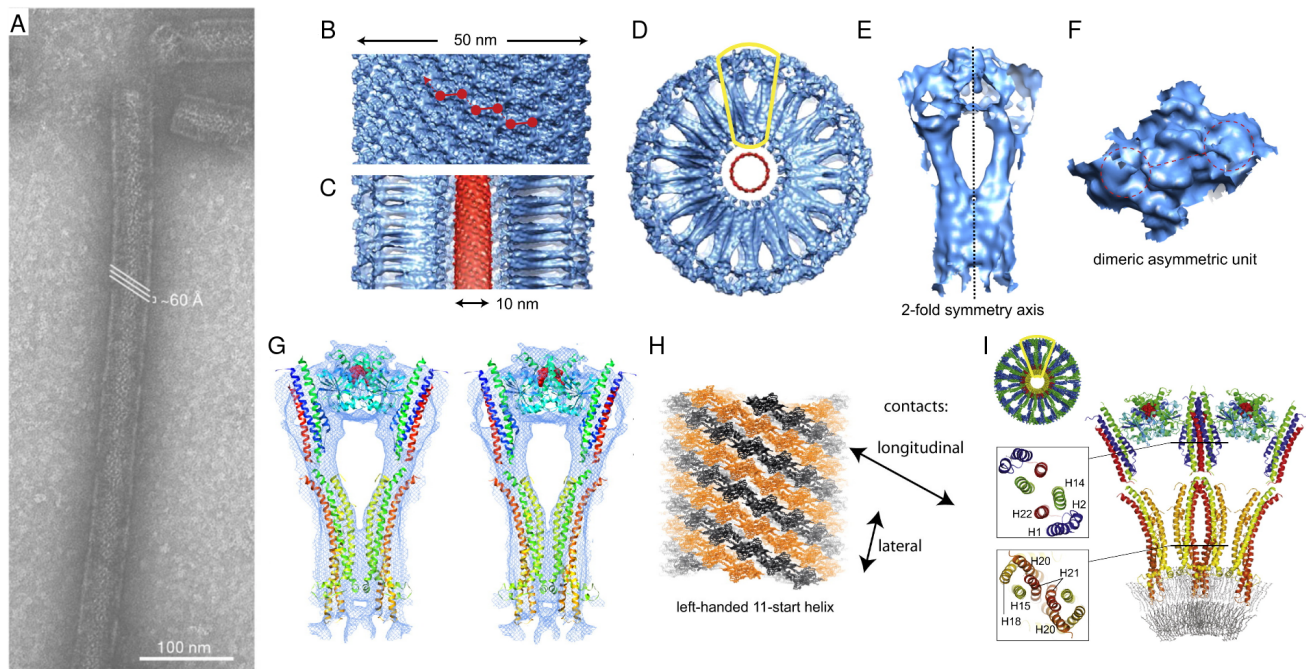 A
~60 Å
100 nm
B
50 nm
C
10 nm
D
E
2-fold symmetry axis
F
dimeric asymmetric unit
G
H
contacts:
longitudinal
lateral
left-handed 11-start helix
I
H14
H2
H22
H1
H20
H21
H15
H18
H20